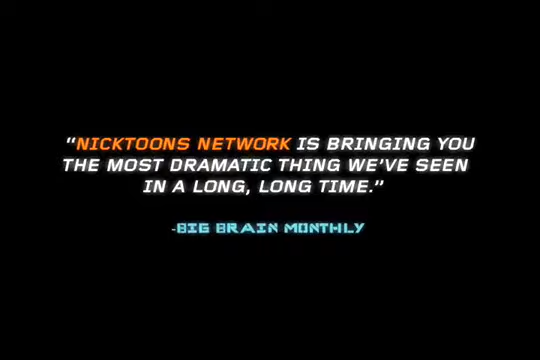 "NICKTOONS NETWORK IS BRINGING YOU
THE MOST DRAMATIC THING WE'VE SEEN
IN A LONG, LONG TIME."
-BIG BRAIN MONTHLY